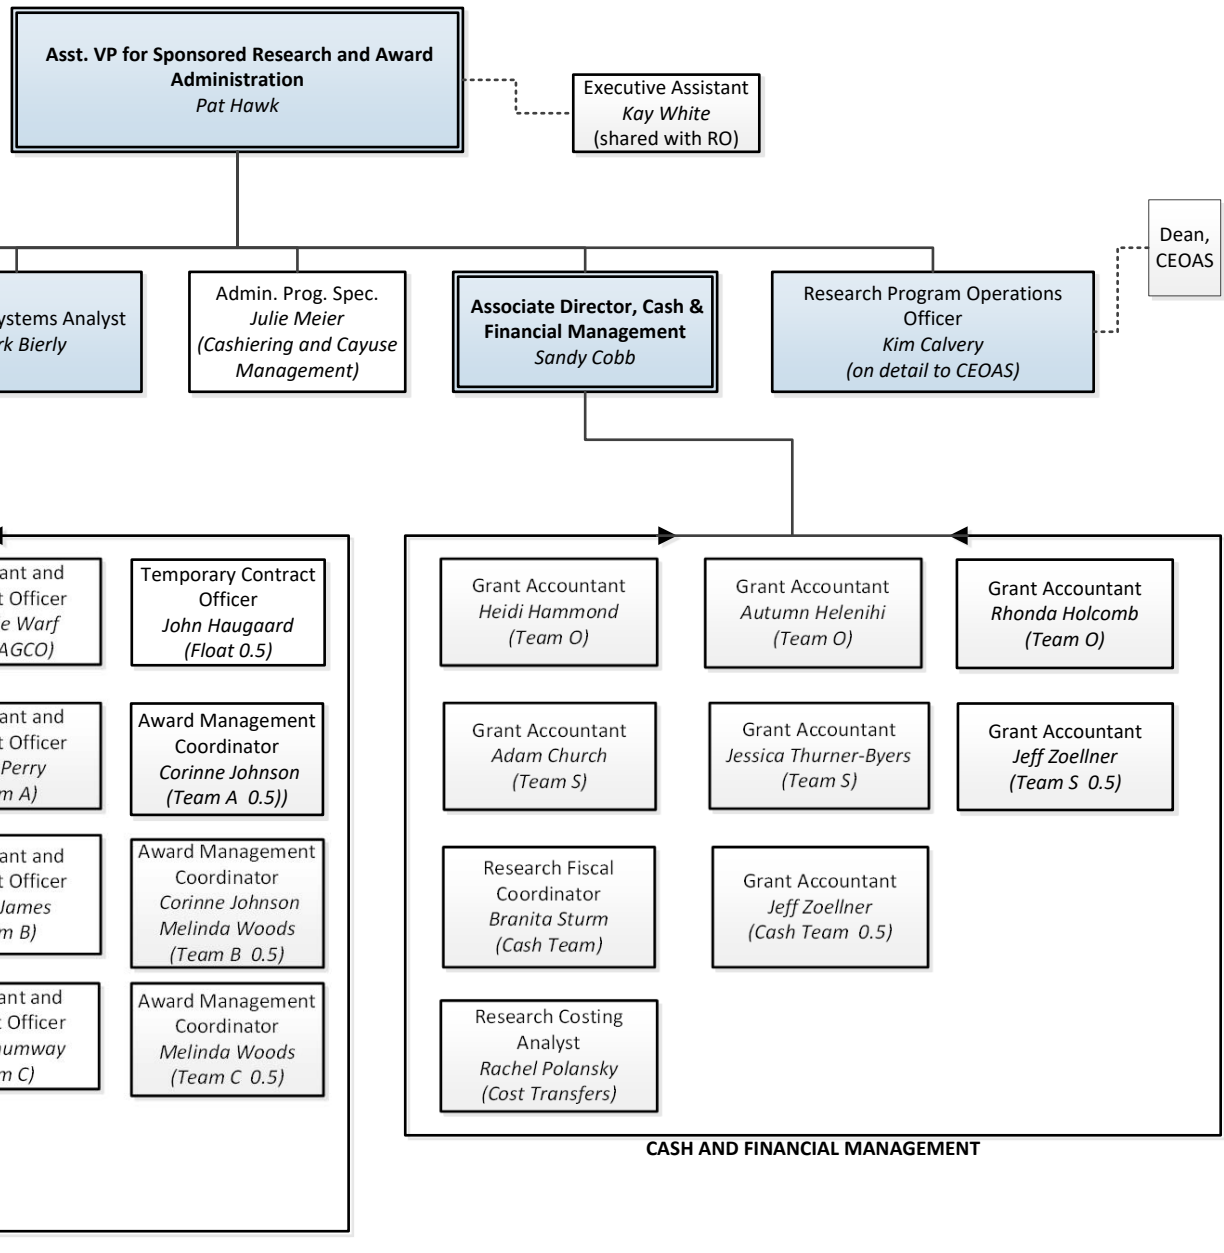 Asst. VP for Sponsored Research and Award
Administration
Pat Hawk
Executive Assistant
Kay White
(shared with RO)
Dean,
CEOAS
Analyst
Bierly
Admin. Prog. Spec.
Julie Meier
(Cashiering and Cayuse
Management)
Associate Director, Cash &
Financial Management
Sandy Cobb
Research Program Operations
Officer
Kim Calvery
(on detail to CEOAS)
and
Officer
Warf
AGCO)
Temporary Contract
Officer
John Haugaard
(Float 0.5)
and
Officer
Perry
A)
Award Management
Coordinator
Corinne Johnson
(Team A 0.5))
and
Officer
James
B)
Award Management
Coordinator
Corinne Johnson
Melinda Woods
(Team B 0.5)
and
Officer
C)
Award Management
Coordinator
Melinda Woods
(Team C 0.5)
Grant Accountant
Heidi Hammond
(Team O)
Grant Accountant
Autumn Helenihi
(Team O)
Grant Accountant
Rhonda Holcomb
(Team O)
Grant Accountant
Adam Church
(Team S)
Grant Accountant
Jessica Thurner-Byers
(Team S)
Grant Accountant
Jeff Zoellner
(Team S 0.5)
Research Fiscal
Coordinator
Branita Sturm
(Cash Team)
Grant Accountant
Jeff Zoellner
(Cash Team 0.5)
Research Costing
Analyst
Rachel Polansky
(Cost Transfers)
CASH AND FINANCIAL MANAGEMENT